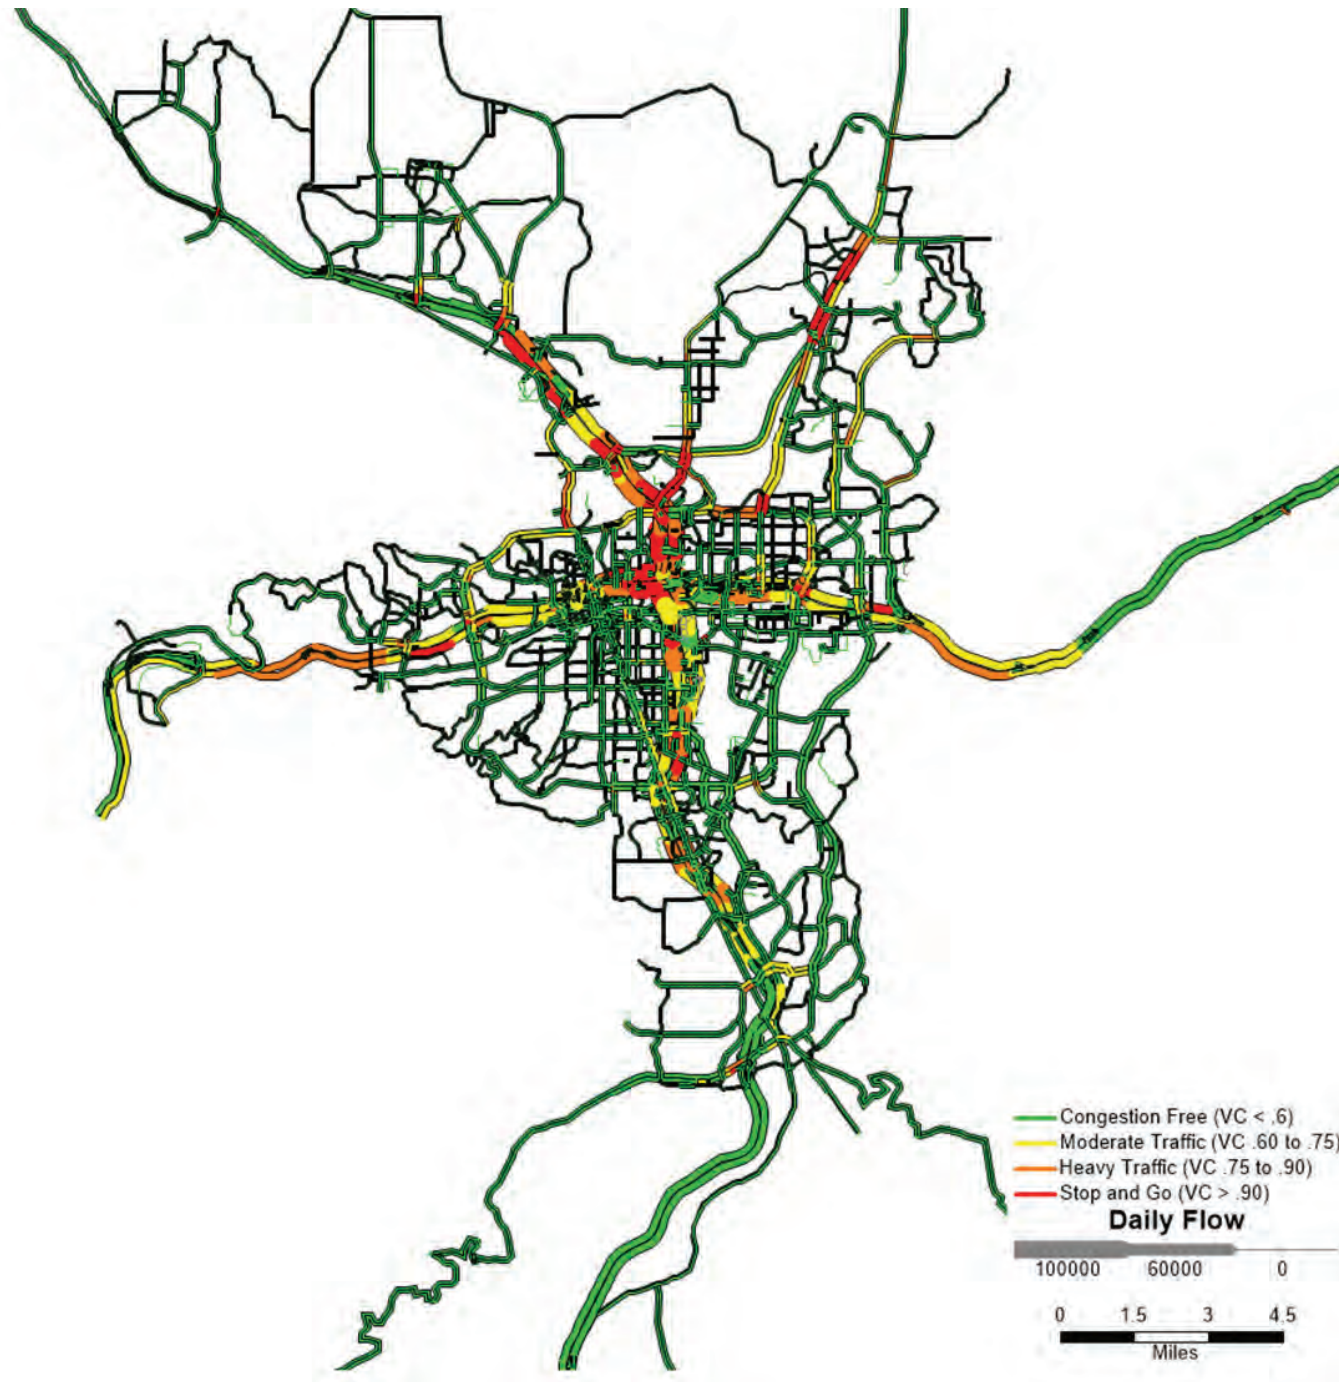 Congestion Free (VC < .6)
Moderate Traffic (VC .60 to .75)
Heavy Traffic (VC .75 to .90)
Stop and Go (VC > .90)
Daily Flow
100000 60000 0
0 1.5 3 4.5
Miles